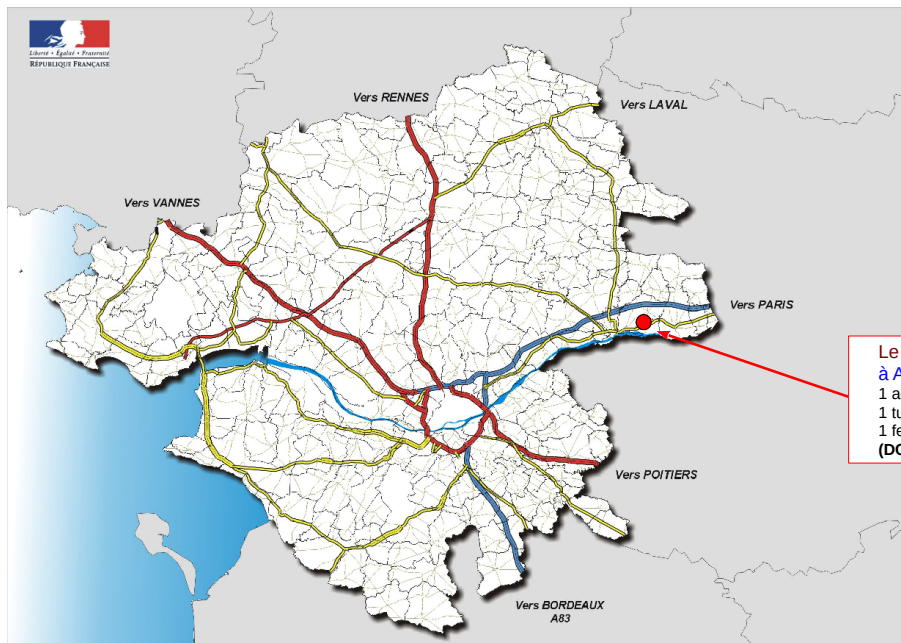 Liberté • Égalité • Fraternité
RÉPUBLIQUE FRANÇAISE
Vers RENNES
Vers LAVAL
Vers VANNES
Vers PARIS
Le
à A
1 a
1 tu
1 fe
(DC
Vers POITIERS
Vers BORDEAUX
A83